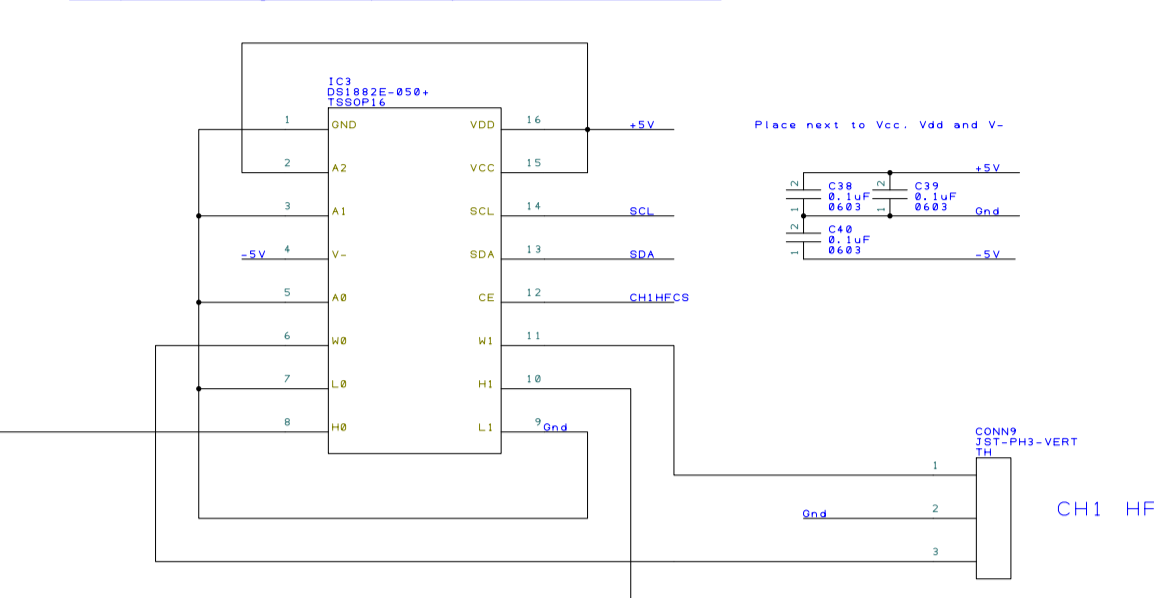 IC3
DS1882E-050+
TSSOP16
1 GND VDD 16 +5V
2 A2 VCC 15
3 A1 SCL 14 SCL
-5V 4 V- SDA 13 SDA
5 A0 CE 12 CH1HFCS
6 W0 W1 11
7 L0 H1 10
8 H0 L1 9 Gnd
Place next to Vcc. Vdd and V-
+5V
2 C38 2 C39
0.1uF 0.1uF
1 0603 1 0603 Gnd
2 C40
0.1uF
1 0603 -5V
CONN9
JST-PH3-VERT
TH
1
Gnd 2 CH1 HF
3